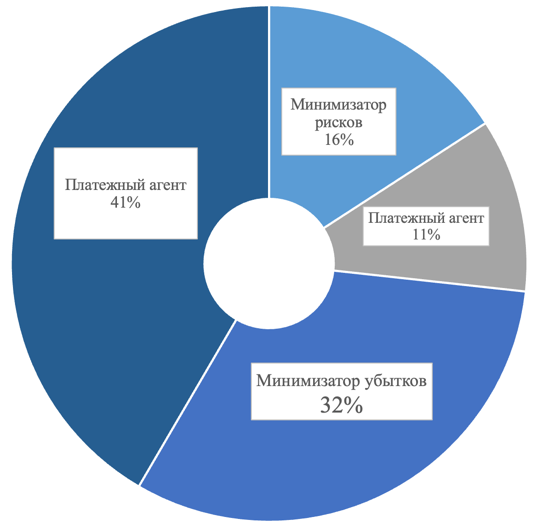 Минимизатор
рисков
16%
Платежный агент
41%
Платежный агент
11%
Минимизатор убытков
32%